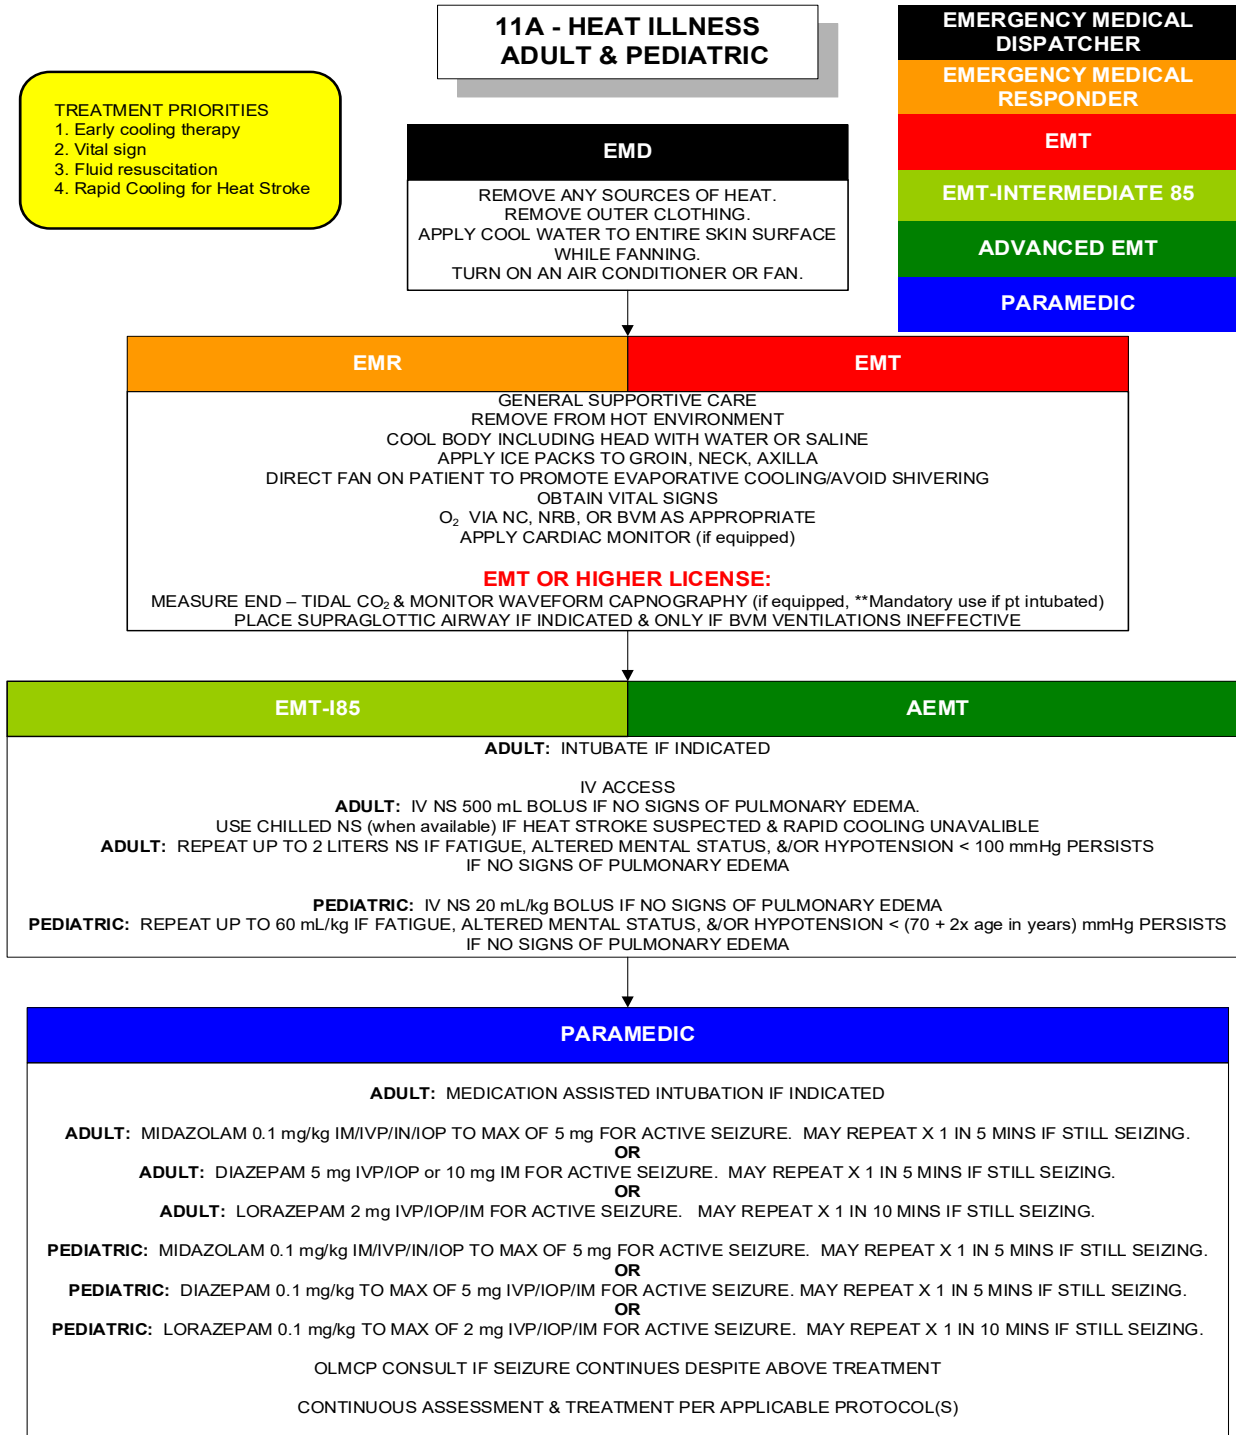 11A - HEAT ILLNESS
ADULT & PEDIATRIC
EMERGENCY MEDICAL
DISPATCHER
EMERGENCY MEDICAL
RESPONDER
EMT
EMT-INTERMEDIATE 85
ADVANCED EMT
PARAMEDIC
TREATMENT PRIORITIES
1. Early cooling therapy
2. Vital sign
3. Fluid resuscitation
4. Rapid Cooling for Heat Stroke
EMD
REMOVE ANY SOURCES OF HEAT.
REMOVE OUTER CLOTHING.
APPLY COOL WATER TO ENTIRE SKIN SURFACE
WHILE FANNING.
TURN ON AN AIR CONDITIONER OR FAN.
EMR
EMT
GENERAL SUPPORTIVE CARE
REMOVE FROM HOT ENVIRONMENT
COOL BODY INCLUDING HEAD WITH WATER OR SALINE
APPLY ICE PACKS TO GROIN, NECK, AXILLA
DIRECT FAN ON PATIENT TO PROMOTE EVAPORATIVE COOLING/AVOID SHIVERING
OBTAIN VITAL SIGNS
O₂ VIA NC, NRB, OR BVM AS APPROPRIATE
APPLY CARDIAC MONITOR (if equipped)
EMT OR HIGHER LICENSE:
MEASURE END – TIDAL CO₂ & MONITOR WAVEFORM CAPNOGRAPHY (if equipped, **Mandatory use if pt intubated)
PLACE SUPRAGLOTTIC AIRWAY IF INDICATED & ONLY IF BVM VENTILATIONS INEFFECTIVE
EMT-I85
AEMT
ADULT: INTUBATE IF INDICATED
IV ACCESS
ADULT: IV NS 500 mL BOLUS IF NO SIGNS OF PULMONARY EDEMA.
USE CHILLED NS (when available) IF HEAT STROKE SUSPECTED & RAPID COOLING UNAVALIBLE
ADULT: REPEAT UP TO 2 LITERS NS IF FATIGUE, ALTERED MENTAL STATUS, &/OR HYPOTENSION < 100 mmHg PERSISTS
IF NO SIGNS OF PULMONARY EDEMA
PEDIATRIC: IV NS 20 mL/kg BOLUS IF NO SIGNS OF PULMONARY EDEMA
PEDIATRIC: REPEAT UP TO 60 mL/kg IF FATIGUE, ALTERED MENTAL STATUS, &/OR HYPOTENSION < (70 + 2x age in years) mmHg PERSISTS
IF NO SIGNS OF PULMONARY EDEMA
PARAMEDIC
ADULT: MEDICATION ASSISTED INTUBATION IF INDICATED
ADULT: MIDAZOLAM 0.1 mg/kg IM/IVP/IN/IOP TO MAX OF 5 mg FOR ACTIVE SEIZURE. MAY REPEAT X 1 IN 5 MINS IF STILL SEIZING.
OR
ADULT: DIAZEPAM 5 mg IVP/IOP or 10 mg IM FOR ACTIVE SEIZURE. MAY REPEAT X 1 IN 5 MINS IF STILL SEIZING.
OR
ADULT: LORAZEPAM 2 mg IVP/IOP/IM FOR ACTIVE SEIZURE. MAY REPEAT X 1 IN 10 MINS IF STILL SEIZING.
PEDIATRIC: MIDAZOLAM 0.1 mg/kg IM/IVP/IN/IOP TO MAX OF 5 mg FOR ACTIVE SEIZURE. MAY REPEAT X 1 IN 5 MINS IF STILL SEIZING.
OR
PEDIATRIC: DIAZEPAM 0.1 mg/kg TO MAX OF 5 mg IVP/IOP/IM FOR ACTIVE SEIZURE. MAY REPEAT X 1 IN 5 MINS IF STILL SEIZING.
OR
PEDIATRIC: LORAZEPAM 0.1 mg/kg TO MAX OF 2 mg IVP/IOP/IM FOR ACTIVE SEIZURE. MAY REPEAT X 1 IN 10 MINS IF STILL SEIZING.
OLMCP CONSULT IF SEIZURE CONTINUES DESPITE ABOVE TREATMENT
CONTINUOUS ASSESSMENT & TREATMENT PER APPLICABLE PROTOCOL(S)